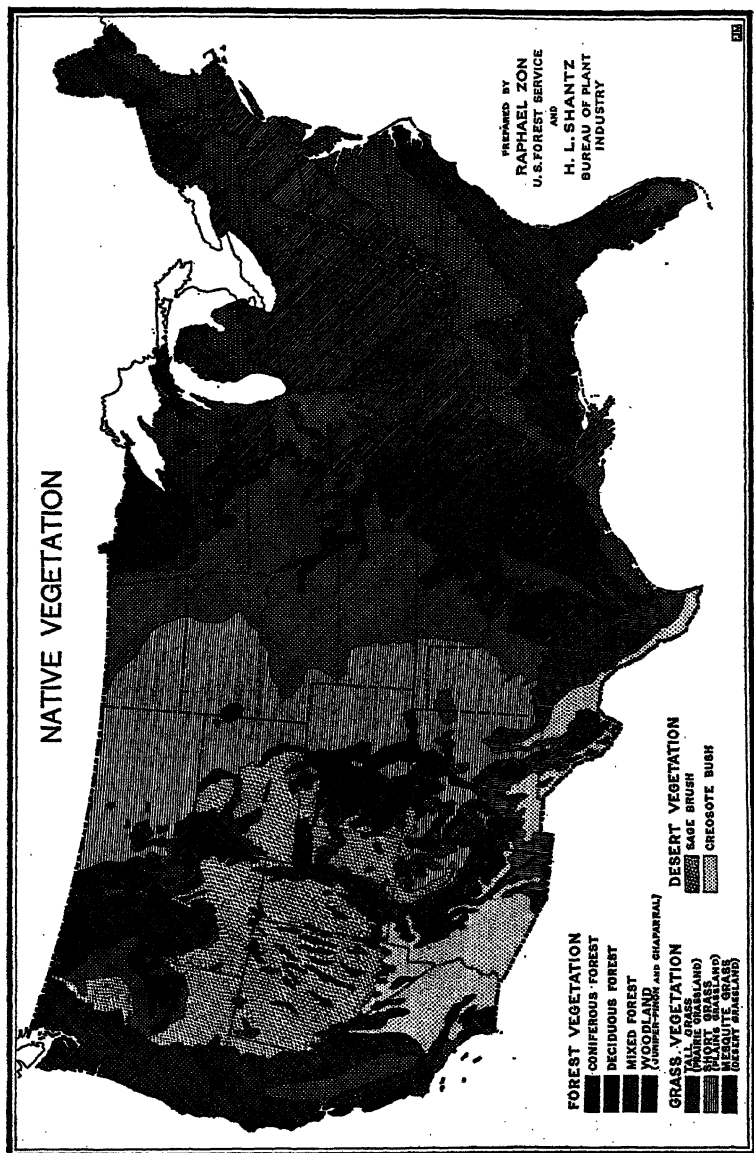 NATIVE VEGETATION
PREPARED BY
RAPHAEL ZON
U.S. FOREST SERVICE
AND
H. L. SHANTZ
BUREAU OF PLANT
INDUSTRY
FOREST VEGETATION
CONIFEROUS FOREST
DECIDUOUS FOREST
MIXED FOREST
WOODLAND
(JUNIPER-PINON AND CHAPARRAL)
GRASS VEGETATION
TALL GRASS
(PRAIRIE GRASSLAND)
SHORT GRASS
(PLAINS GRASSLAND)
MESQUITE GRASS
(DESERT GRASSLAND)
DESERT VEGETATION
SAGE BRUSH
CREOSOTE BUSH